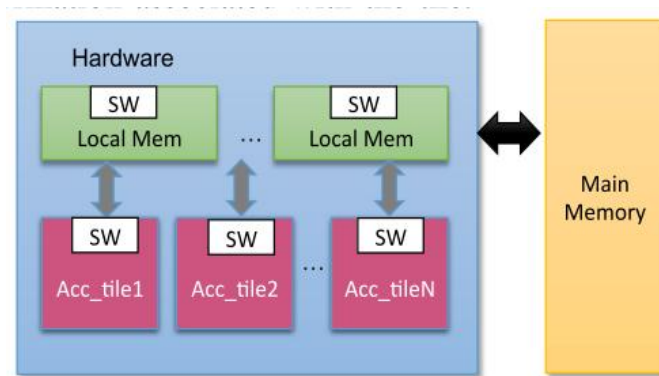 Hardware
SW
SW
Local Mem
...
Local Mem
Main
Memory
SW
SW
SW
Acc_tile1
Acc_tile2
...
Acc_tileN